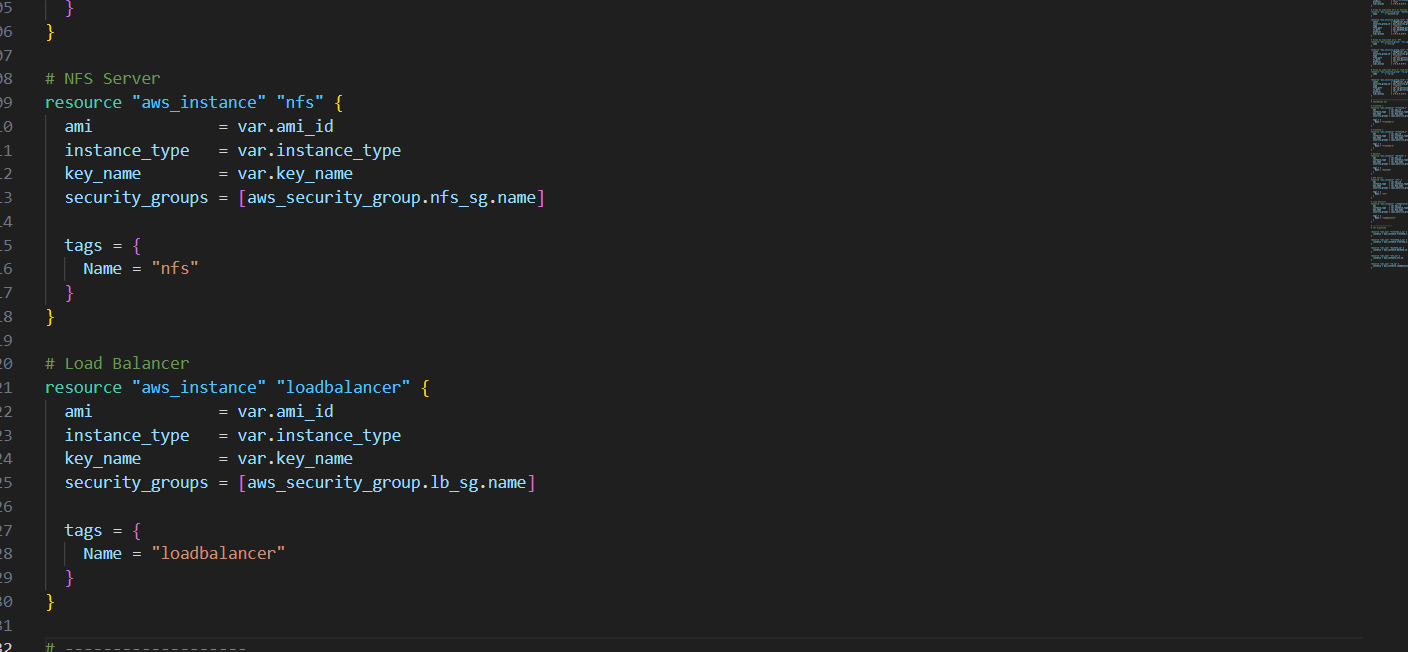 05 }
06 }
07
08 # NFS Server
09 resource "aws_instance" "nfs" {
10 ami = var.ami_id
11 instance_type = var.instance_type
12 key_name = var.key_name
13 security_groups = [aws_security_group.nfs_sg.name]
14
15 tags = {
16 Name = "nfs"
17 }
18 }
19
20 # Load Balancer
21 resource "aws_instance" "loadbalancer" {
22 ami = var.ami_id
23 instance_type = var.instance_type
24 key_name = var.key_name
25 security_groups = [aws_security_group.lb_sg.name]
26
27 tags = {
28 Name = "loadbalancer"
29 }
30 }
31
32 # -------------------